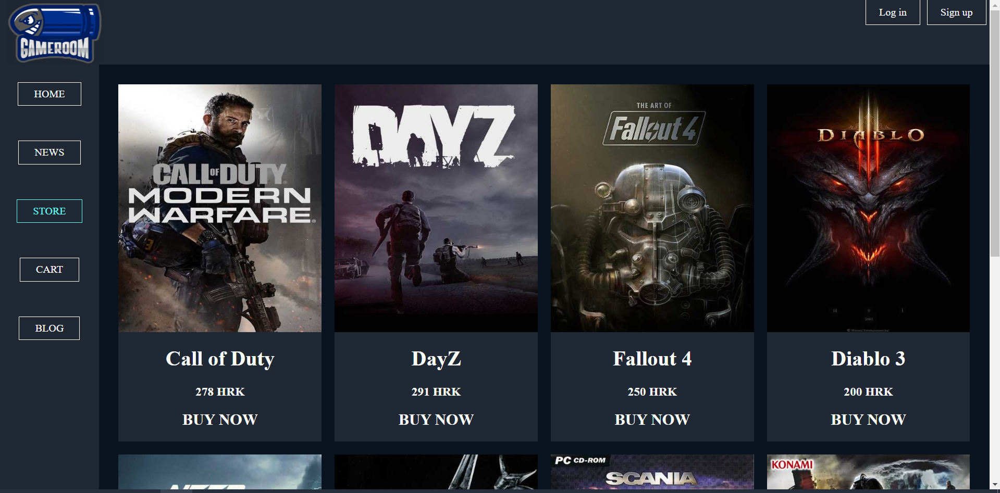 GAMEROOM
Log in
Sign up
HOME
NEWS
STORE
CART
BLOG
CALL OF DUTY
MODERN
WARFARE
DAYZ
THE ART OF
Fallout 4
DIABLO
III
Call of Duty
278 HRK
BUY NOW
DayZ
291 HRK
BUY NOW
Fallout 4
250 HRK
BUY NOW
Diablo 3
200 HRK
BUY NOW
PC CD-ROM
SCANIA
KONAMI